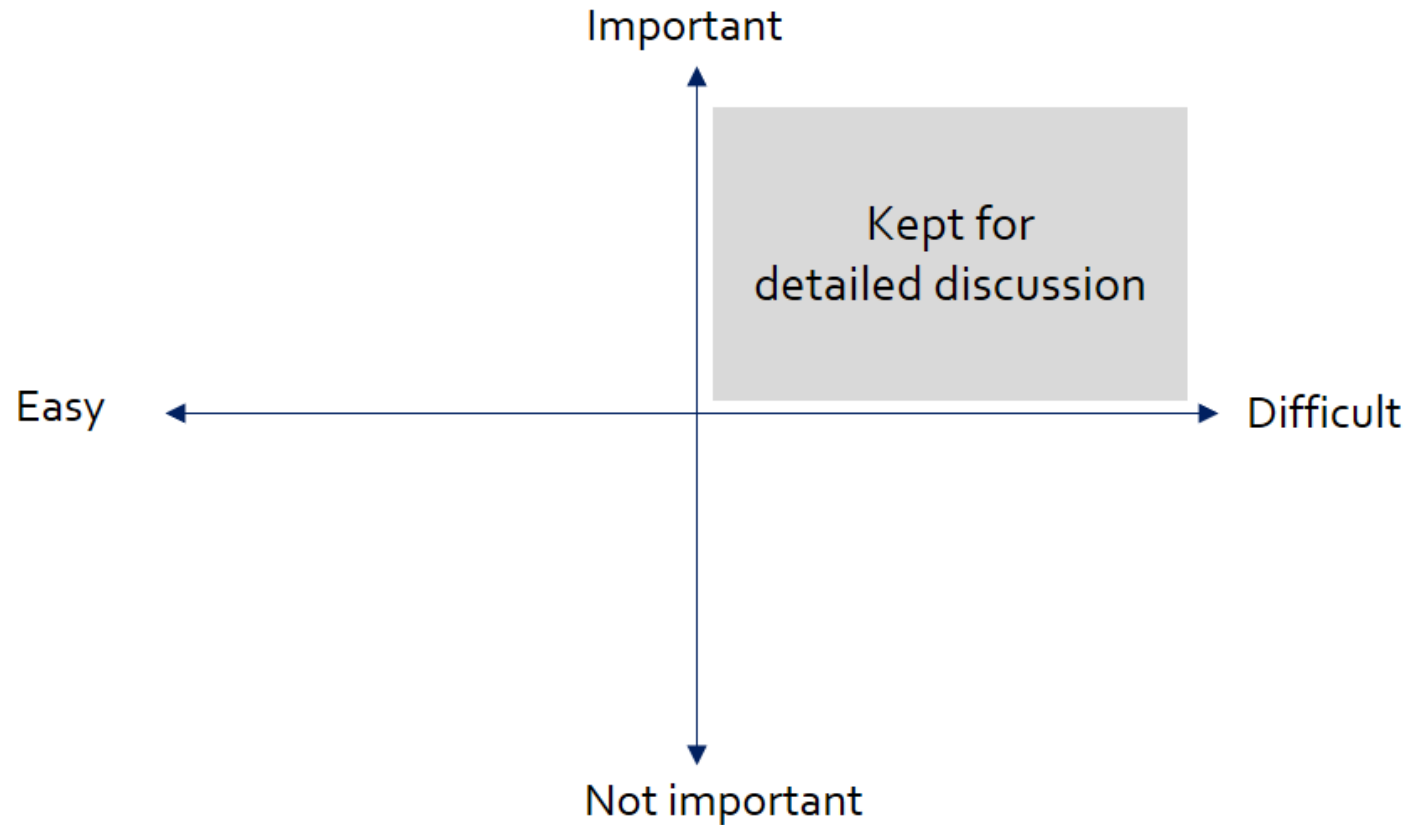 Important
Kept for
detailed discussion
Easy
Difficult
Not important